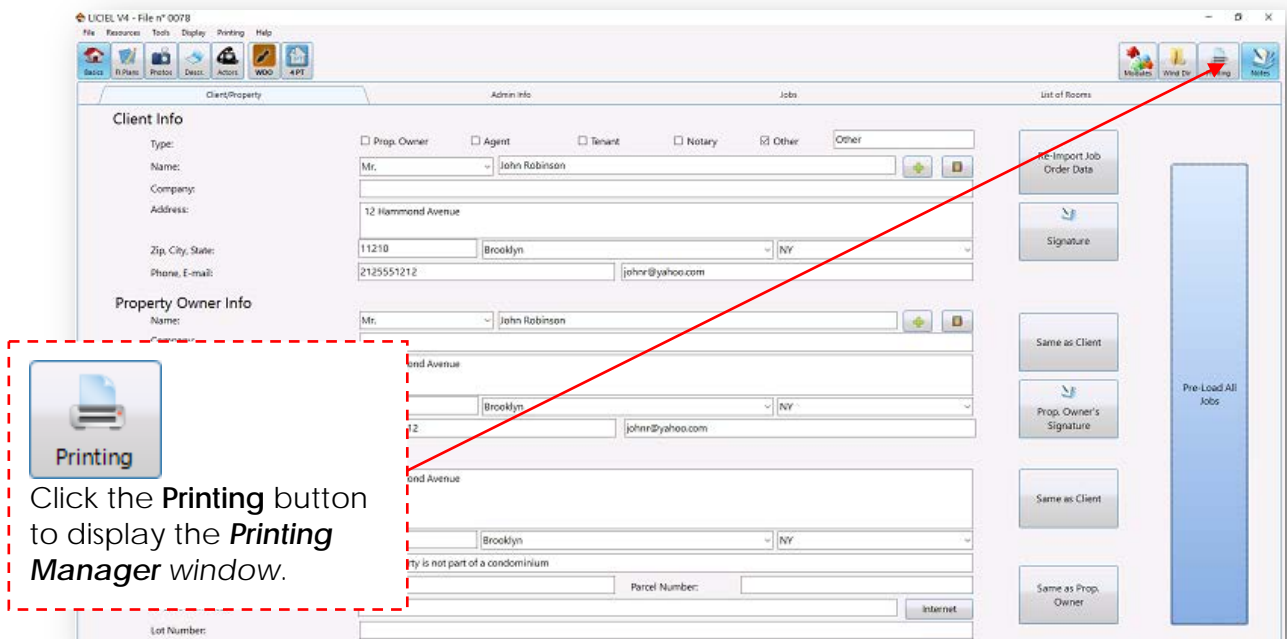 LICIEL V4 - File n° 0078
File Resources Tools Display Printing Help
Basics Fl Plans Photos Descr. Actors WDO 4 PT Modules Wind Dir Printing Notes
Client/Property Admin Info Jobs List of Rooms
Client Info
Type: Prop. Owner Agent Tenant Notary Other Other
Re-Import Job Order Data
Name: Mr. John Robinson
Company:
Address: 12 Hammond Avenue
Signature
Zip, City, State: 11210 Brooklyn NY
Phone, E-mail: 2125551212 johnr@yahoo.com
Property Owner Info
Name: Mr. John Robinson
Company:
Same as Client
ond Avenue
Pre-Load All Jobs
Brooklyn NY
Prop. Owner's Signature
12 johnr@yahoo.com
ond Avenue
Same as Client
Brooklyn NY
rty is not part of a condominium
Parcel Number:
Same as Prop. Owner
Internet
Lot Number:
Printing
Click the Printing button
to display the Printing
Manager window.